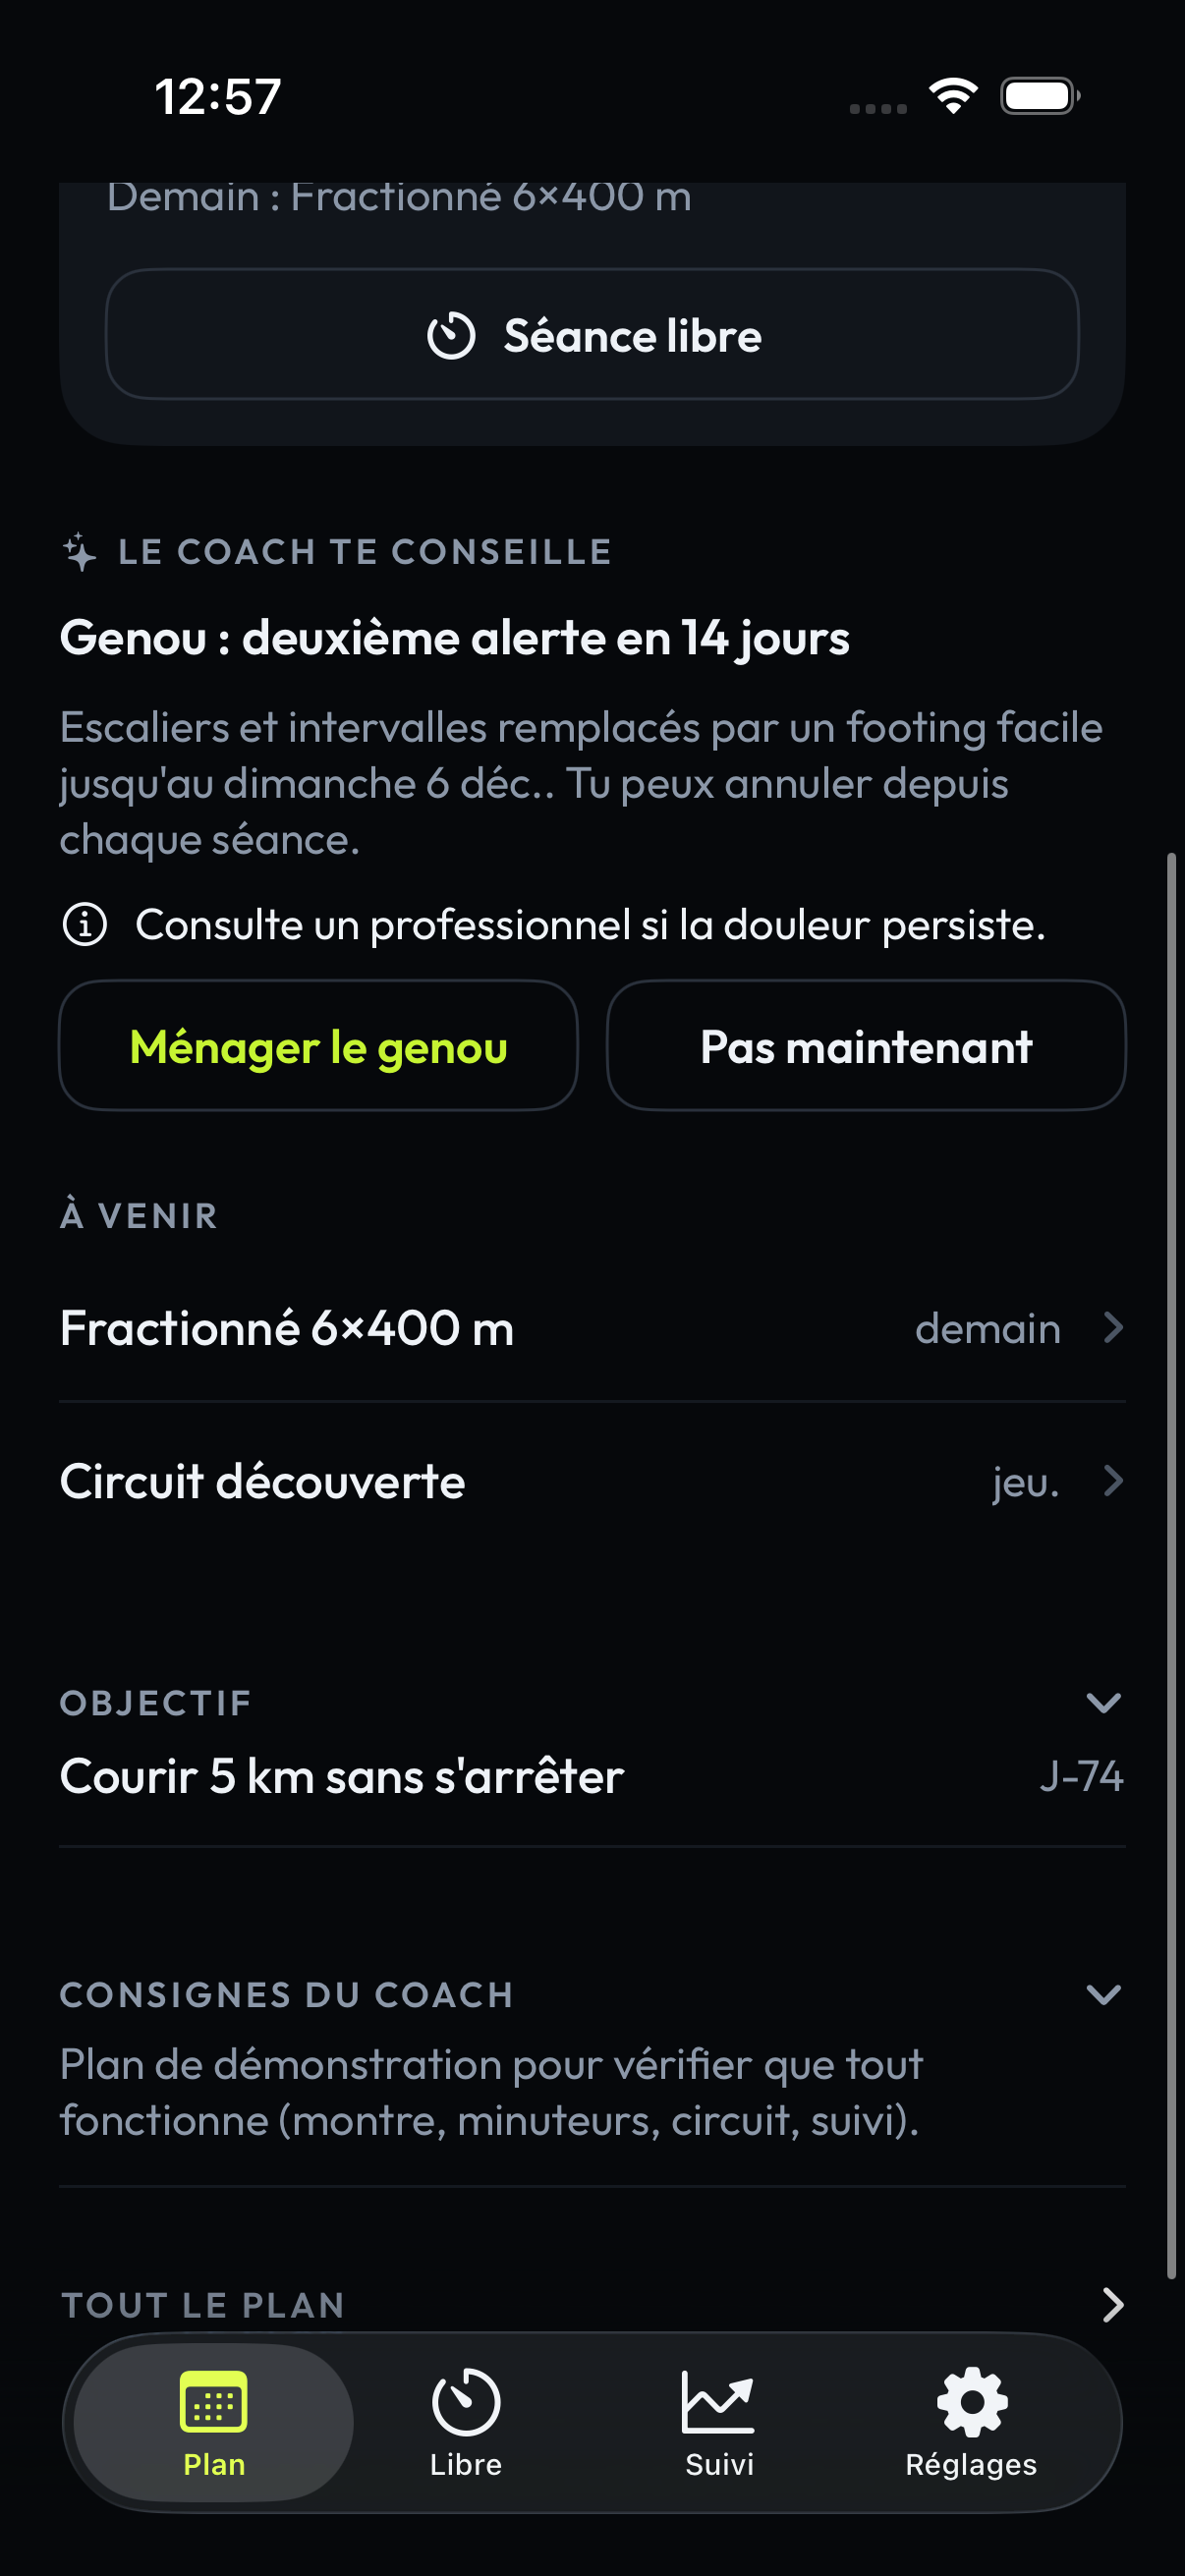 12:57
Demain : Fractionné 6×400 m
Séance libre
LE COACH TE CONSEILLE
Genou : deuxième alerte en 14 jours
Escaliers et intervalles remplacés par un footing facile
jusqu'au dimanche 6 déc.. Tu peux annuler depuis
chaque séance.
Consulte un professionnel si la douleur persiste.
Ménager le genou
Pas maintenant
À VENIR
Fractionné 6×400 m demain
Circuit découverte jeu.
OBJECTIF
Courir 5 km sans s'arrêter J-74
CONSIGNES DU COACH
Plan de démonstration pour vérifier que tout
fonctionne (montre, minuteurs, circuit, suivi).
TOUT LE PLAN
Plan Libre Suivi Réglages